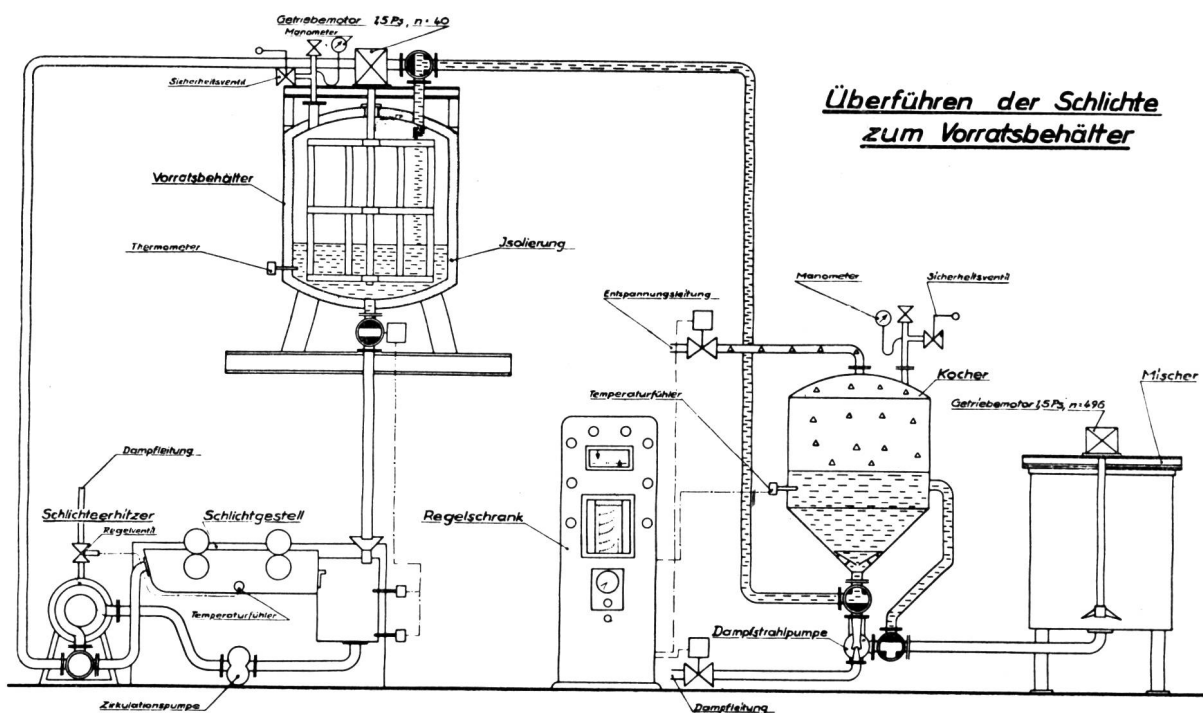 Getriebemotor 1,5 Ps, n = 40
Manometer
Sicherheitsventil
Überführen der Schlichte
zum Vorratsbehälter
Vorratsbehälter
Thermometer
Isolierung
Entspannungsleitung
Manometer
Sicherheitsventil
Kocher
Mischer
Temperaturfühler
Getriebemotor 1,5 Ps, n = 496
Dampfleitung
Schlichteerhitzer
Regelventil
Schlichtgestell
Regelschrank
Temperaturfühler
Dampfstrahlpumpe
Zirkulationspumpe
Dampfleitung